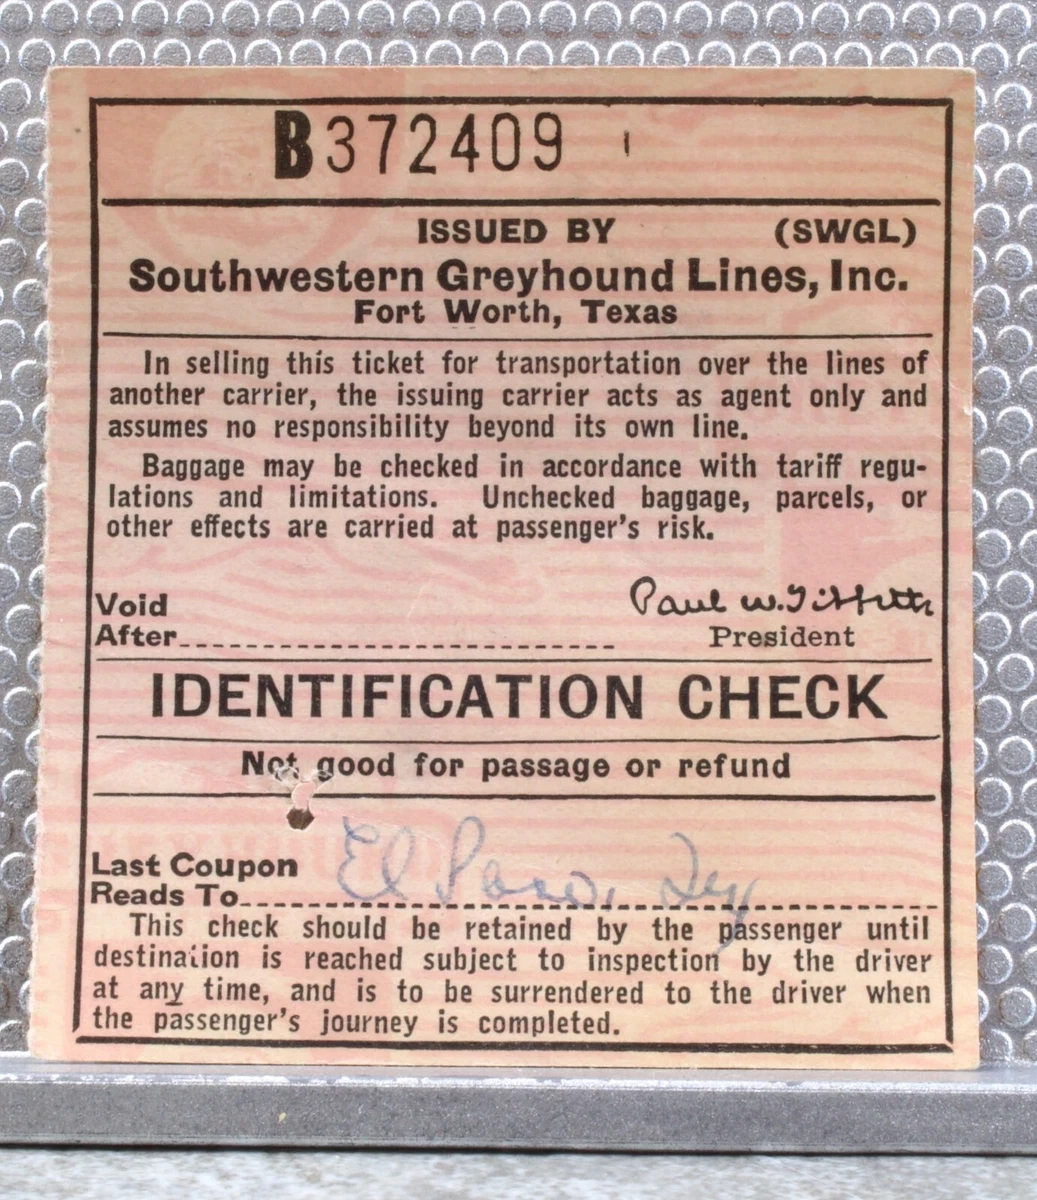 B372409
ISSUED BY (SWGL)
Southwestern Greyhound Lines, Inc.
Fort Worth, Texas
In selling this ticket for transportation over the lines of
another carrier, the issuing carrier acts as agent only and
assumes no responsibility beyond its own line.
Baggage may be checked in accordance with tariff regu-
lations and limitations. Unchecked baggage, parcels, or
other effects are carried at passenger's risk.
Void
After
Paul W. Tibbetts
President
IDENTIFICATION CHECK
Not good for passage or refund
Last Coupon
Reads To El Paso, Tex
This check should be retained by the passenger until
destination is reached subject to inspection by the driver
at any time, and is to be surrendered to the driver when
the passenger's journey is completed.